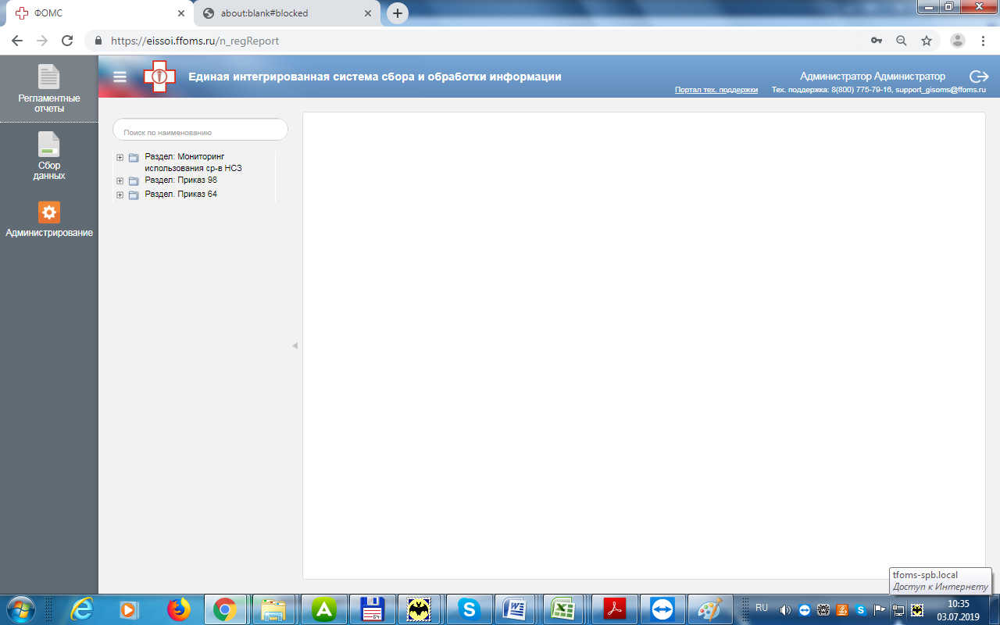 ФОМС
about:blank#blocked
https://eissoi.ffoms.ru/n_regReport
Регламентные
отчеты
Сбор
данных
Администрирование
Единая интегрированная система сбора и обработки информации
Администратор Администратор
Портал тех. поддержки
Тех. поддержка: 8(800) 775-79-16, support_gisoms@ffoms.ru
Поиск по наименованию
Раздел: Мониторинг
использования ср-в НСЗ
Раздел: Приказ 98
Раздел. Приказ 64
tfoms-spb.local
Доступ к Интернету
64
RU
10:35
03.07.2019